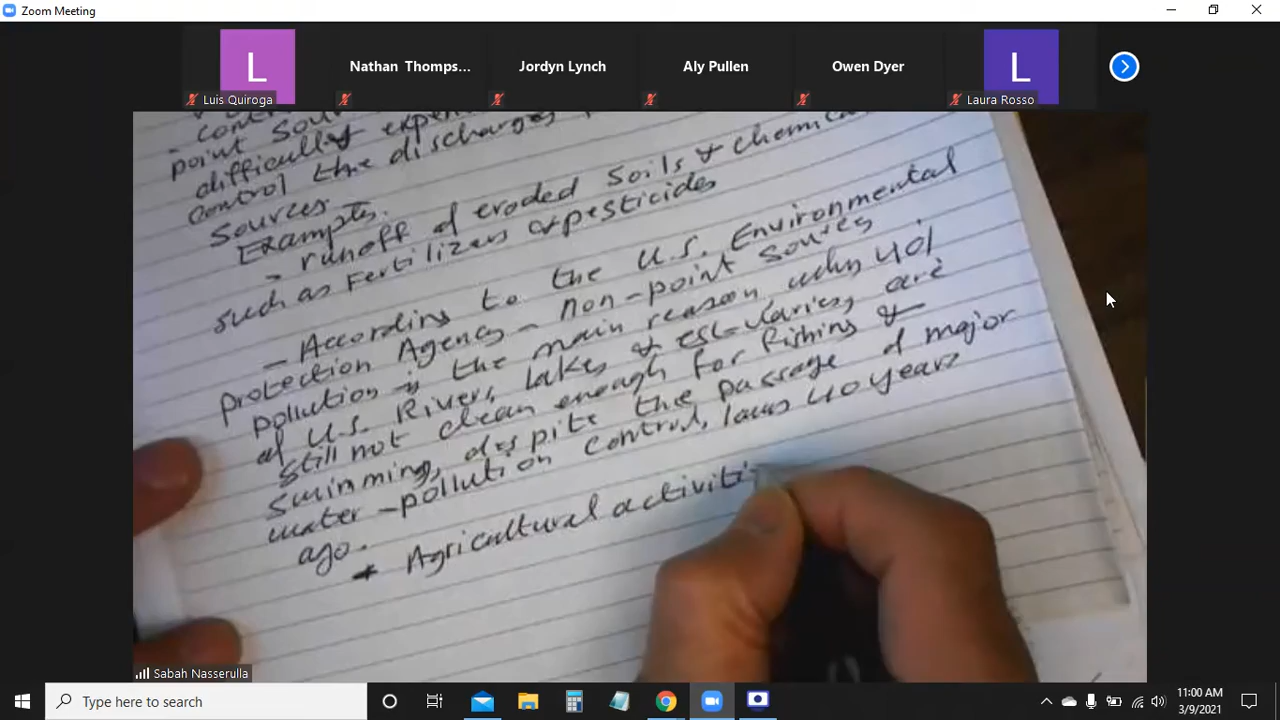 Zoom Meeting
L
Nathan Thomps...
Jordyn Lynch
Aly Pullen
Owen Dyer
L
Luis Quiroga
Laura Rosso
point
difficult & 
control the discharges
Sources.
Examples.
- runoff of eroded Soils & 
such as Fertilizers or pesticides
- According to the U.S. Environmental
protection Agency - non-point Sources
pollution is the main reason why 40%
of U.S. Rivers, lakes & estuaries, are
still not clean enough for fishing &
swimming, despite the passage of major
water-pollution control, laws 40 years
ago.
* Agricultural
Sabah Nasserulla
Type here to search
11:00 AM
3/9/2021